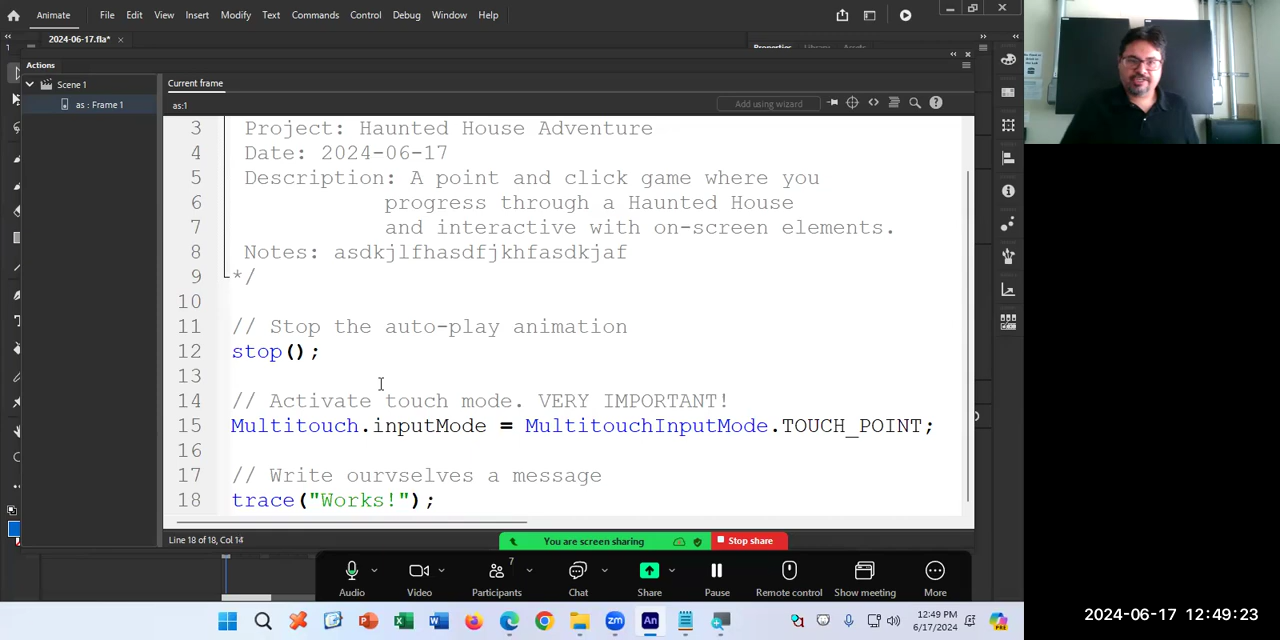 Animate File Edit View Insert Modify Text Commands Control Debug Window Help
2024-06-17.fla*
Properties Library Assets
Actions
Scene 1
as : Frame 1
Current frame
as:1
Add using wizard
3 Project: Haunted House Adventure
4 Date: 2024-06-17
5 Description: A point and click game where you
6 progress through a Haunted House
7 and interactive with on-screen elements.
8 Notes: asdkjlfhasdfjkhfasdkjaf
9 */
10
11 // Stop the auto-play animation
12 stop();
13
14 // Activate touch mode. VERY IMPORTANT!
15 Multitouch.inputMode = MultitouchInputMode.TOUCH_POINT;
16
17 // Write ourvselves a message
18 trace("Works!");
Line 18 of 18, Col 14
You are screen sharing Stop share
7
Audio Video Participants Chat Share Pause Remote control Show meeting More
12:49 PM
6/17/2024
2024-06-17 12:49:23